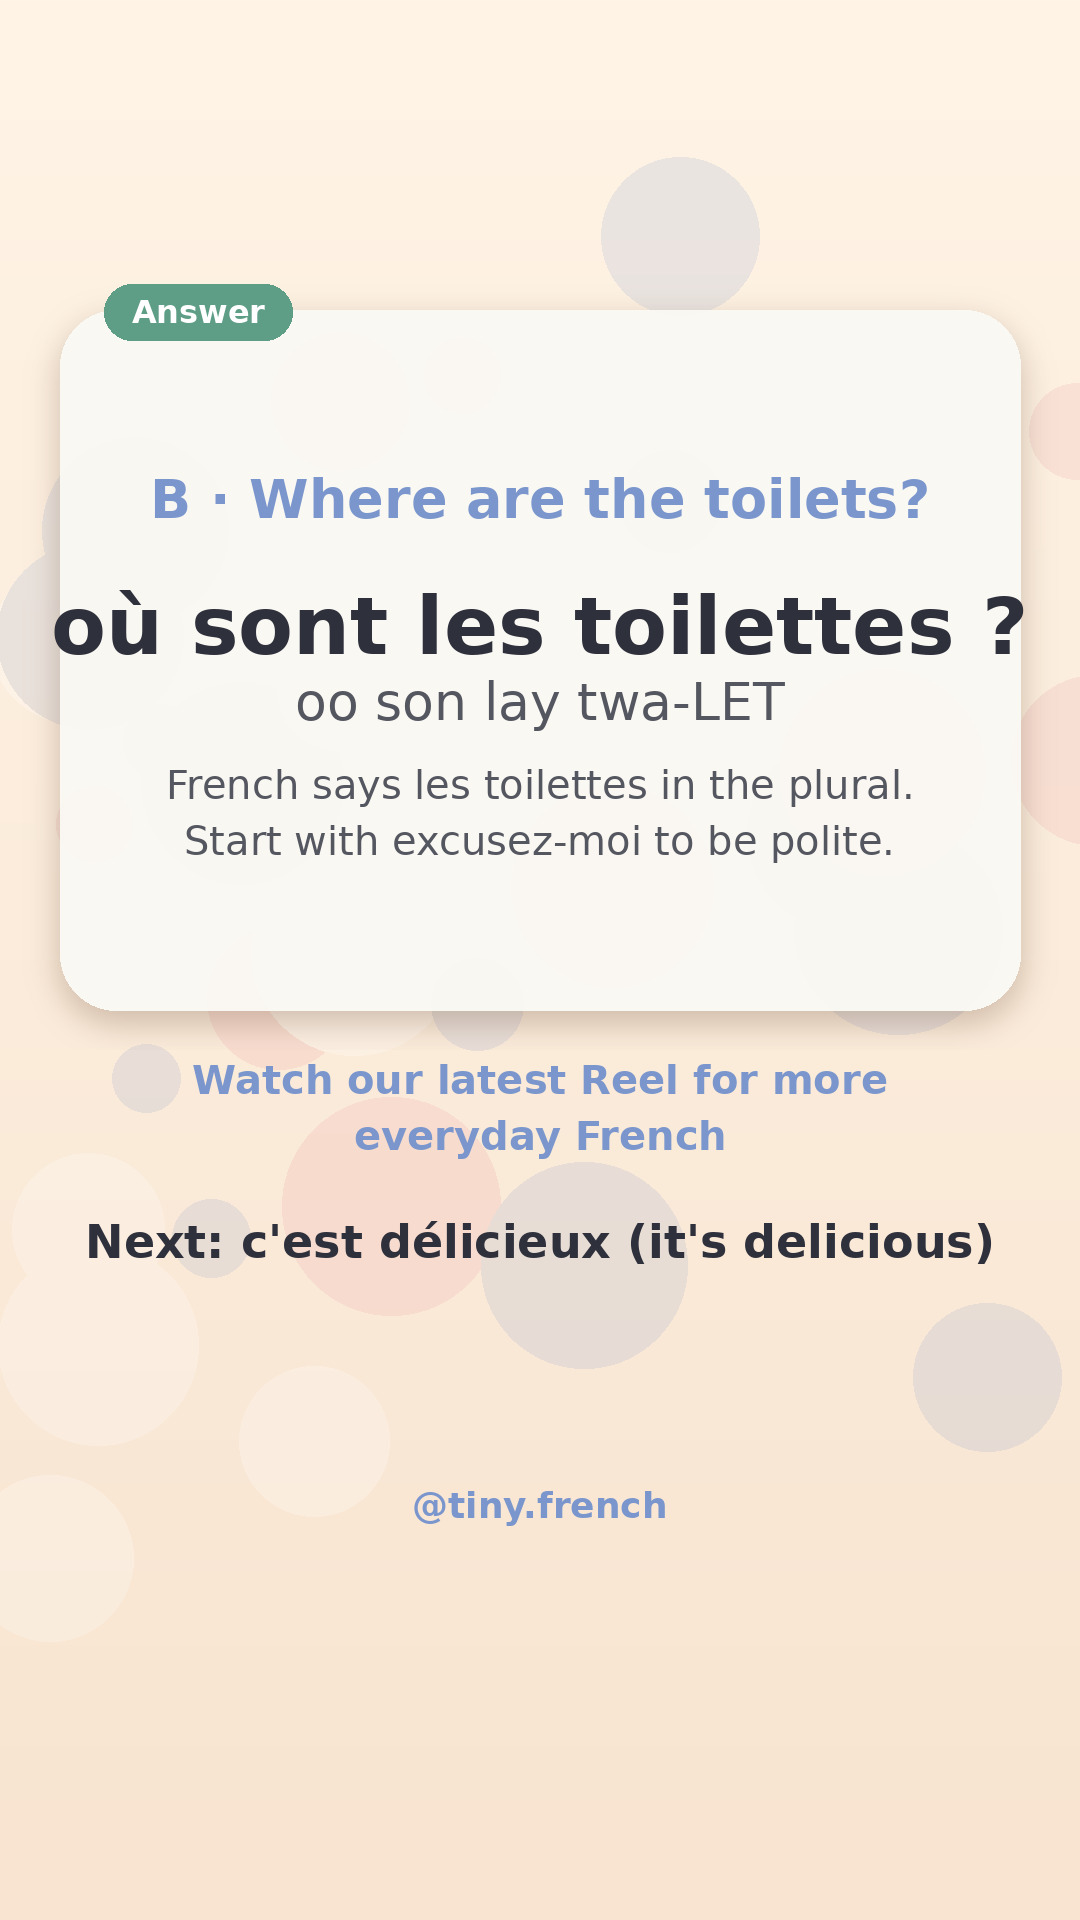 Answer
B · Where are the toilets?
où sont les toilettes ?
oo son lay twa-LET
French says les toilettes in the plural.
Start with excusez-moi to be polite.
Watch our latest Reel for more
everyday French
Next: c'est délicieux (it's delicious)
@tiny.french